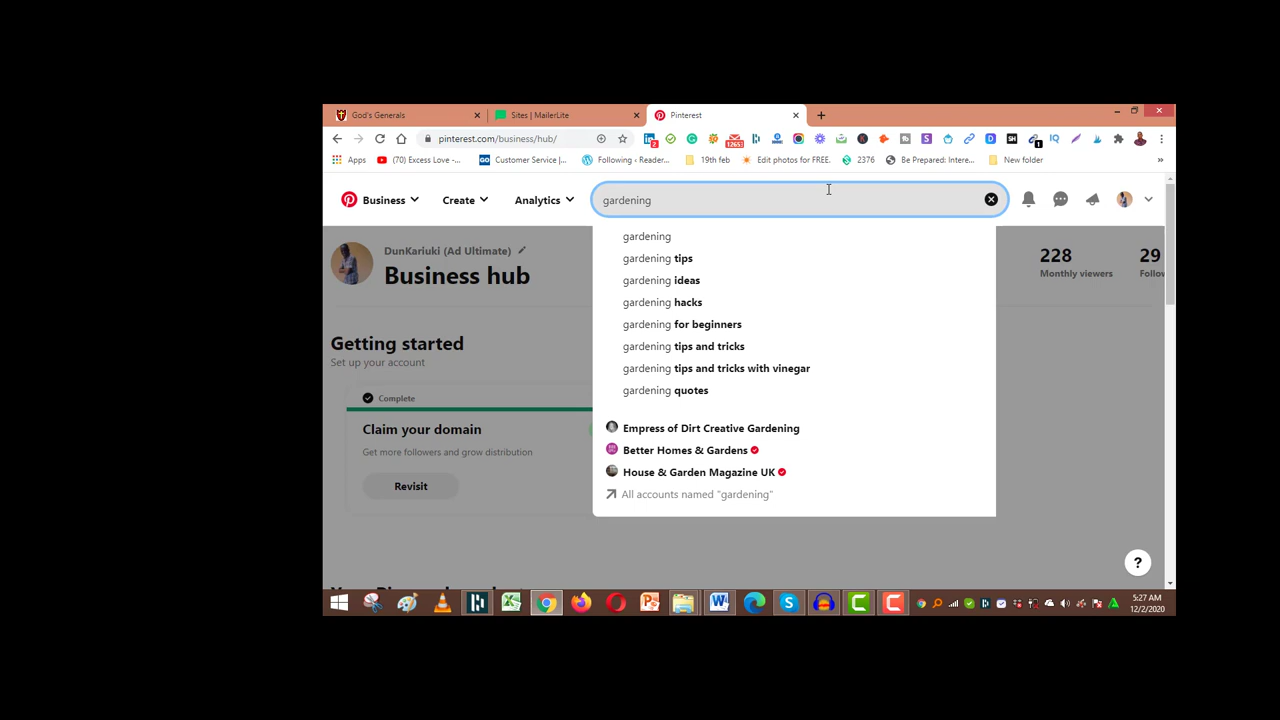 God's Generals
Sites | MailerLite
Pinterest
pinterest.com/business/hub/
Apps
(70) Excess Love -...
Customer Service |...
Following ‹ Reader...
19th feb
Edit photos for FREE.
2376
Be Prepared: Intere...
New folder
»
Business
Create
Analytics
gardening
DunKariuki (Ad Ultimate)
Business hub
228
Monthly viewers
29
Follow
Getting started
Set up your account
Complete
Claim your domain
Get more followers and grow distribution
Revisit
gardening
gardening tips
gardening ideas
gardening hacks
gardening for beginners
gardening tips and tricks
gardening tips and tricks with vinegar
gardening quotes
Empress of Dirt Creative Gardening
Better Homes & Gardens
House & Garden Magazine UK
All accounts named "gardening"
?
5:27 AM
12/2/2020